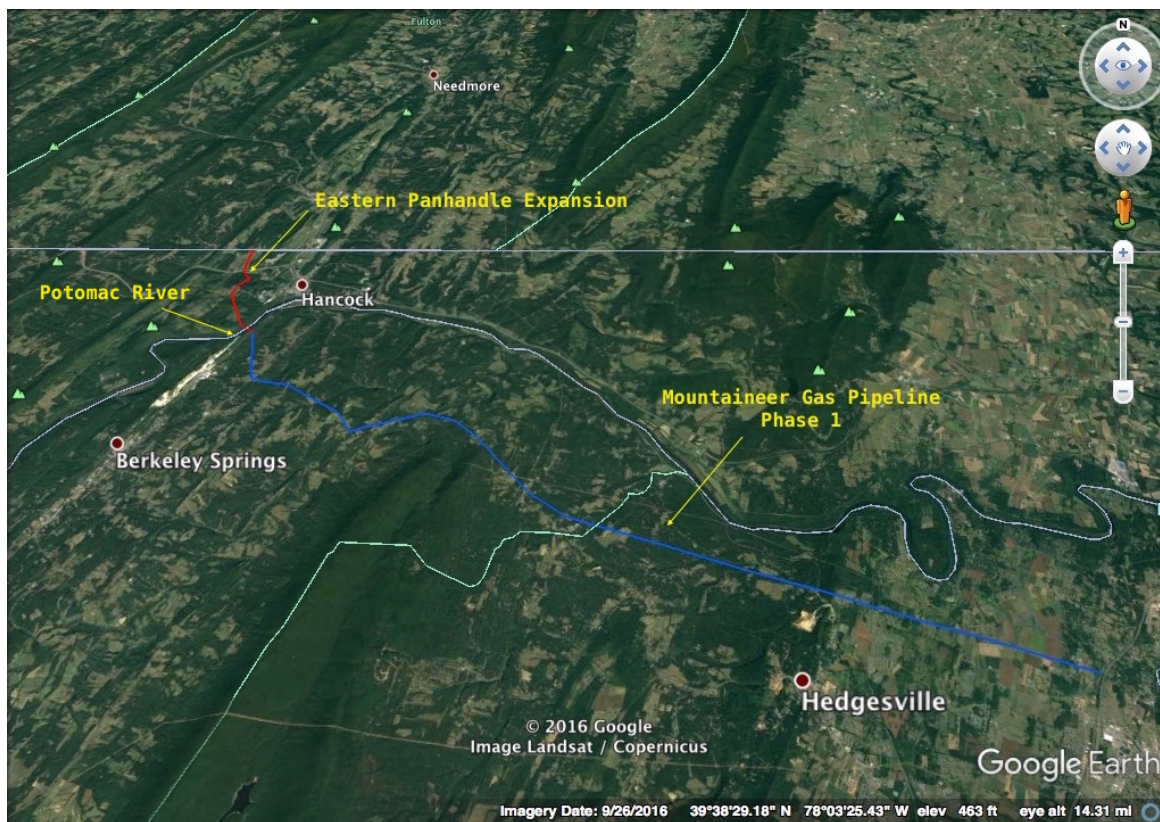 Fulton
N
Needmore
Eastern Panhandle Expansion
Potomac River
Hancock
Mountaineer Gas Pipeline
Phase 1
Berkeley Springs
Hedgesville
© 2016 Google
Image Landsat / Copernicus
Google Earth
Imagery Date: 9/26/2016 39°38'29.18" N 78°03'25.43" W elev 463 ft eye alt 14.31 mi